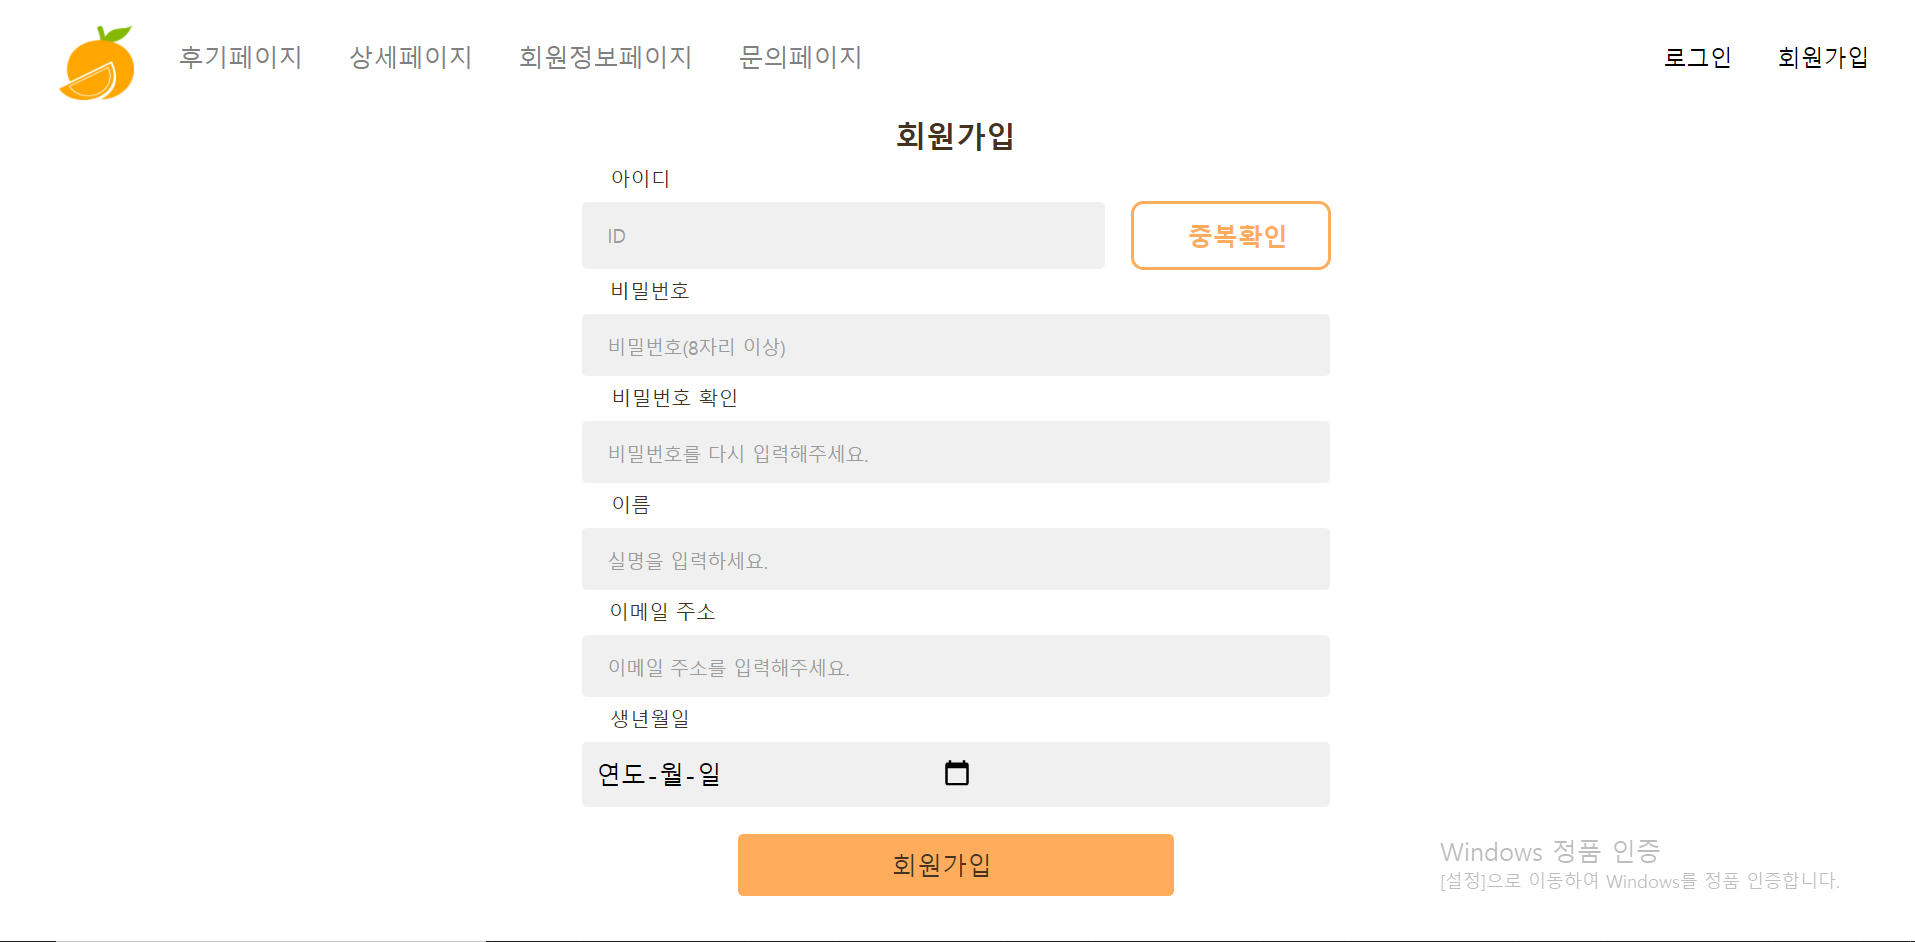 후기페이지 상세페이지 회원정보페이지 문의페이지 로그인 회원가입
회원가입
아이디
ID 중복확인
비밀번호
비밀번호(8자리 이상)
비밀번호 확인
비밀번호를 다시 입력해주세요.
이름
실명을 입력하세요.
이메일 주소
이메일 주소를 입력해주세요.
생년월일
연도-월-일
회원가입
Windows 정품 인증
[설정]으로 이동하여 Windows를 정품 인증합니다.